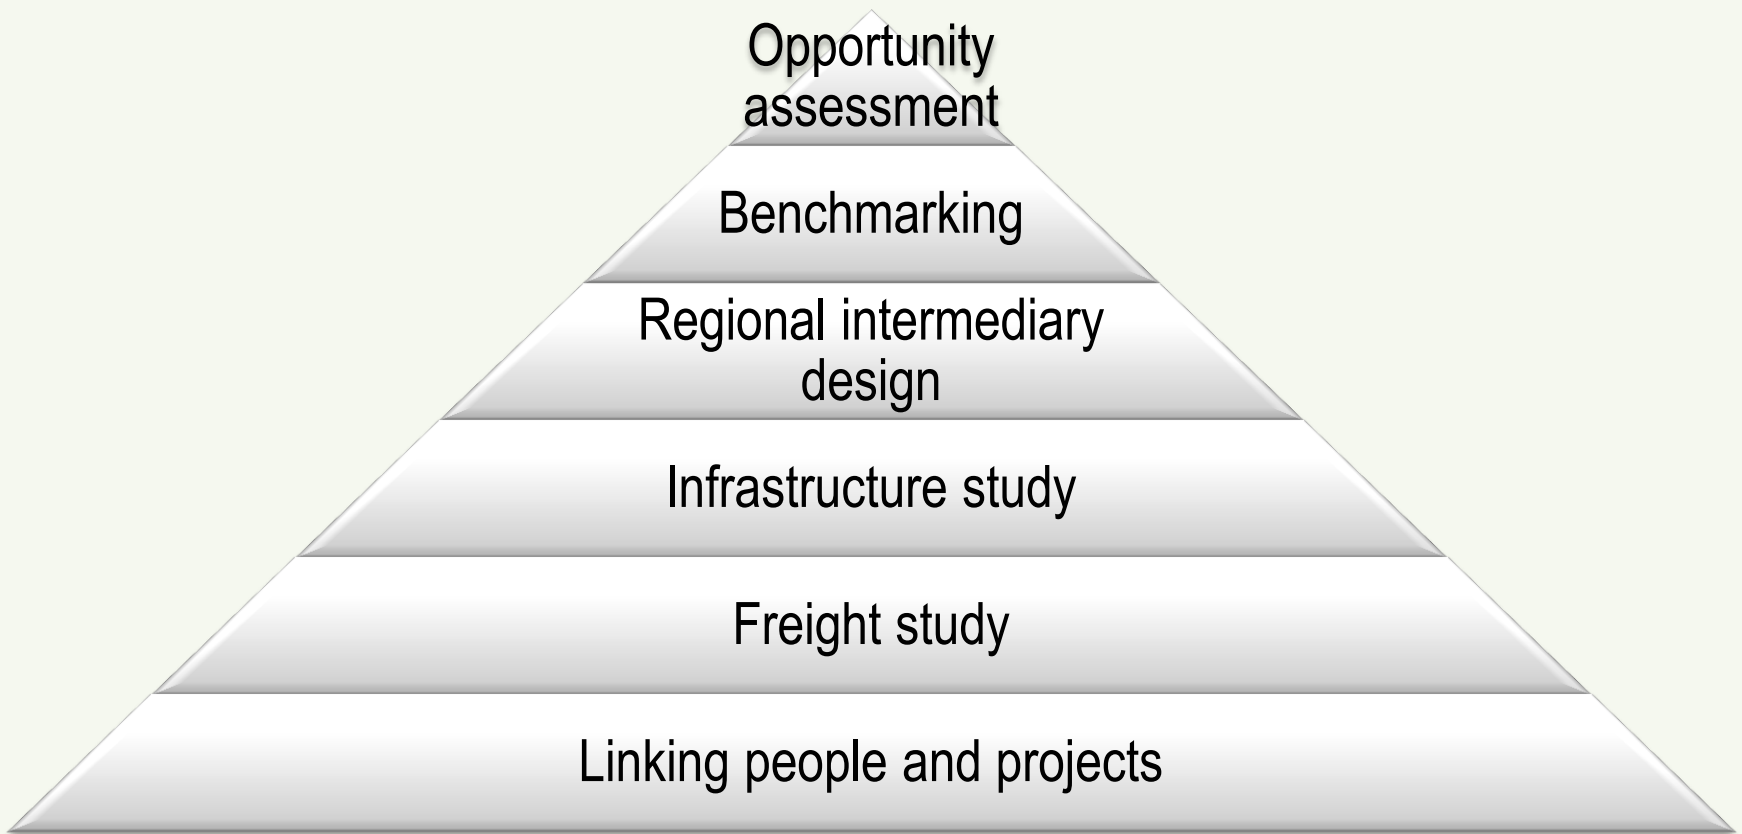 Opportunity
assessment
Benchmarking
Regional intermediary
design
Infrastructure study
Freight study
Linking people and projects